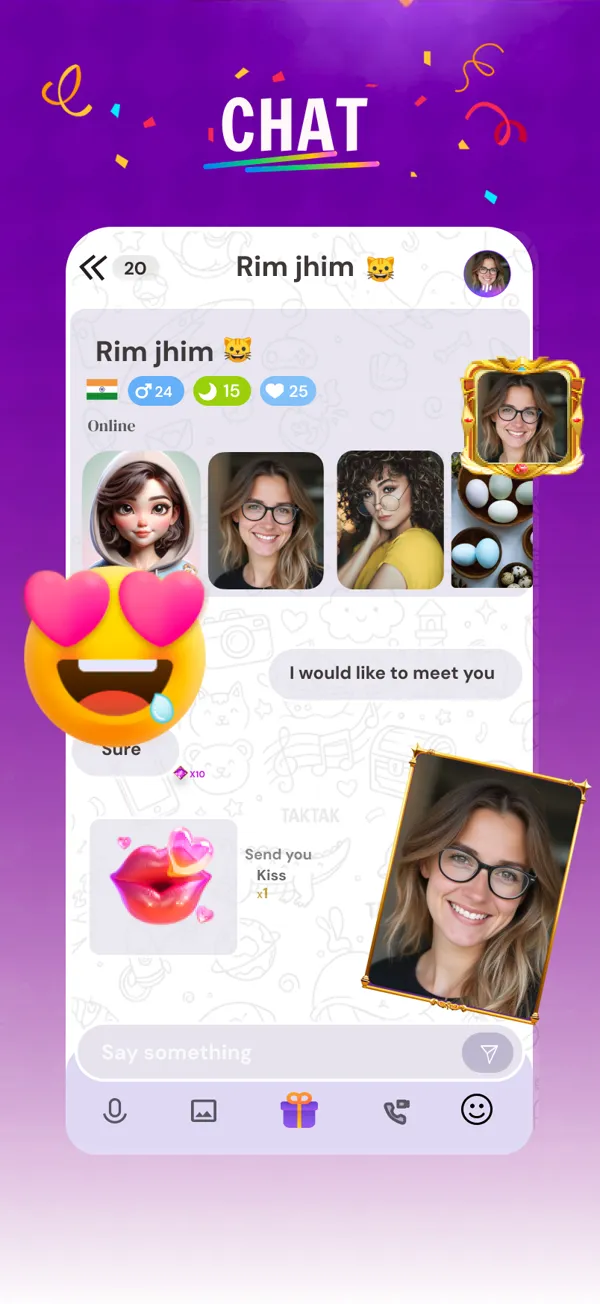 CHAT
20
Rim jhim 😺
Rim jhim 😺
24
15
25
Online
I would like to meet you
Sure
x10
TAKTAK
Send you
Kiss
x1
Say something